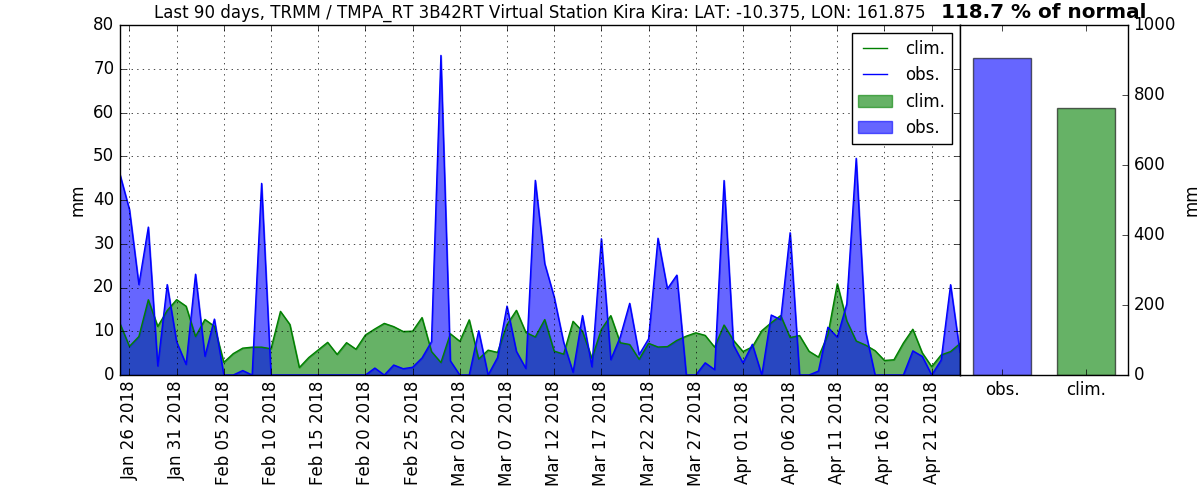 Last 90 days, TRMM / TMPA_RT 3B42RT Virtual Station Kira Kira: LAT: -10.375, LON: 161.875 118.7 % of normal
80
70
60
50
40
30
20
10
0
mm
clim.
obs.
clim.
obs.
1000
800
600
400
200
0
mm
obs.
clim.
Jan 26 2018
Jan 31 2018
Feb 05 2018
Feb 10 2018
Feb 15 2018
Feb 20 2018
Feb 25 2018
Mar 02 2018
Mar 07 2018
Mar 12 2018
Mar 17 2018
Mar 22 2018
Mar 27 2018
Apr 01 2018
Apr 06 2018
Apr 11 2018
Apr 16 2018
Apr 21 2018